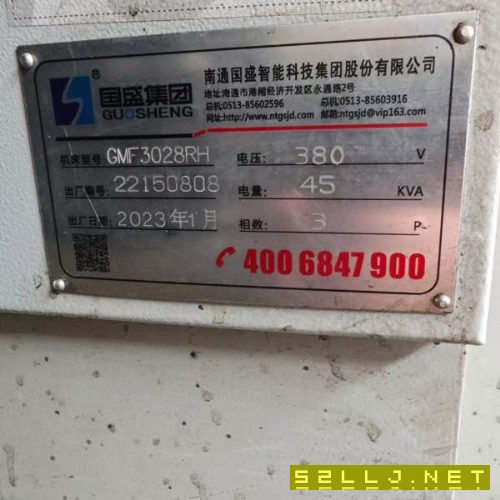 国盛集团
GUOSHENG
®
南通国盛智能科技集团股份有限公司
地址:南通市港闸经济开发区永通路2号
总机0513-85602596 总机:0513-85603916
网址:http://www.ntgsjd.com 邮箱:ntgsjd@vip163.com
机床型号 GMF3028RH 电压: 380 V
出厂编号 22150808 电量: 45 KVA
出厂日期 2023年1月 相数: 3 P
400 6847 900
52LLJ.NET